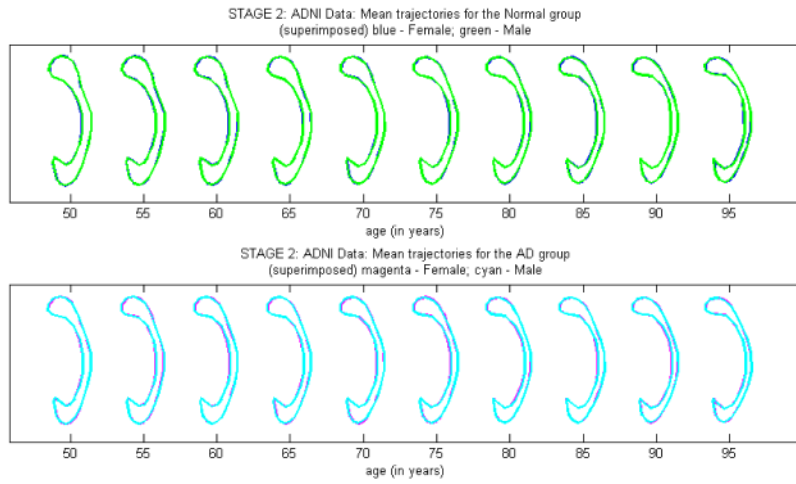 STAGE 2: ADNI Data: Mean trajectories for the Normal group
(superimposed) blue - Female; green - Male
50 55 60 65 70 75 80 85 90 95
age (in years)
STAGE 2: ADNI Data: Mean trajectories for the AD group
(superimposed) magenta - Female; cyan - Male
50 55 60 65 70 75 80 85 90 95
age (in years)